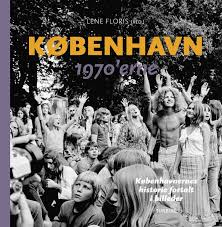 LENE FLORIS (RED.)
KØBENHAVN
1970'erne
Københavnernes
historie fortalt
i billeder